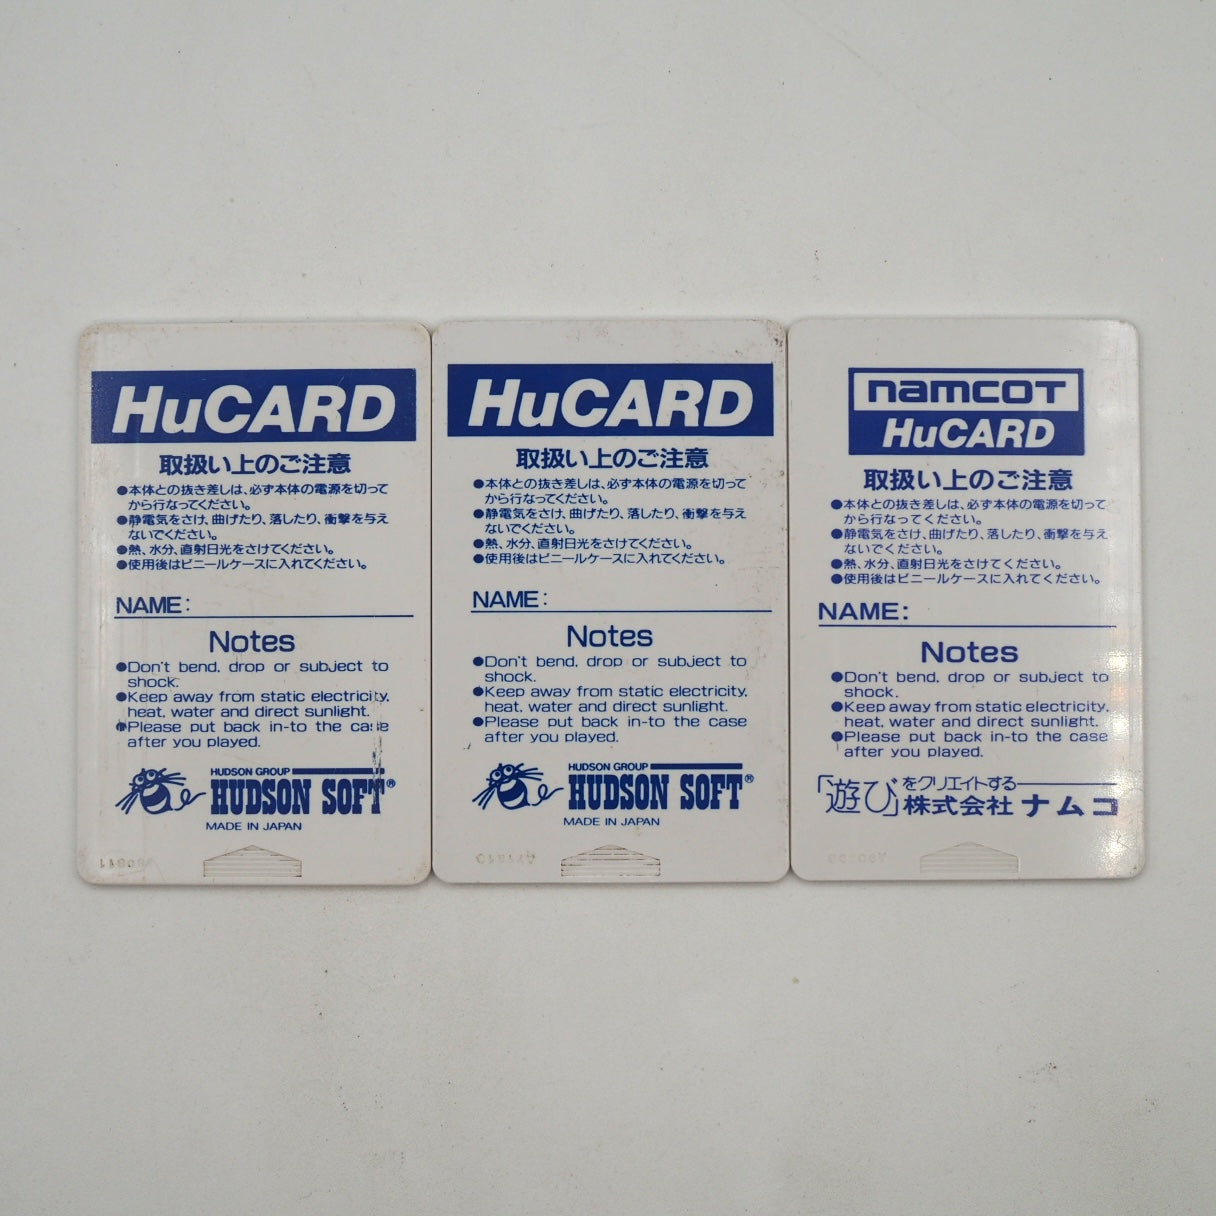 HuCARD
取扱い上のご注意
●本体との抜き差しは、必ず本体の電源を切って
から行なってください。
●静電気をさけ、曲げたり、落したり、衝撃を与え
ないでください。
●熱、水分、直射日光をさけてください。
●使用後はビニールケースに入れてください。
NAME:
Notes
●Don't bend, drop or subject to
shock.
●Keep away from static electricity,
heat, water and direct sunlight.
●Please put back in-to the case
after you played.
HUDSON GROUP
HUDSON SOFT®
MADE IN JAPAN
HuCARD
取扱い上のご注意
●本体との抜き差しは、必ず本体の電源を切って
から行なってください。
●静電気をさけ、曲げたり、落したり、衝撃を与え
ないでください。
●熱、水分、直射日光をさけてください。
●使用後はビニールケースに入れてください。
NAME:
Notes
●Don't bend, drop or subject to
shock.
●Keep away from static electricity,
heat, water and direct sunlight.
●Please put back in-to the case
after you played.
HUDSON GROUP
HUDSON SOFT®
MADE IN JAPAN
namcot
HuCARD
取扱い上のご注意
●本体との抜き差しは、必ず本体の電源を切って
から行なってください。
●静電気をさけ、曲げたり、落したり、衝撃を与え
ないでください。
●熱、水分、直射日光をさけてください。
●使用後はビニールケースに入れてください。
NAME:
Notes
●Don't bend, drop or subject to
shock.
●Keep away from static electricity,
heat, water and direct sunlight.
●Please put back in-to the case
after you played.
「遊び」をクリエイトする
株式会社ナムコ